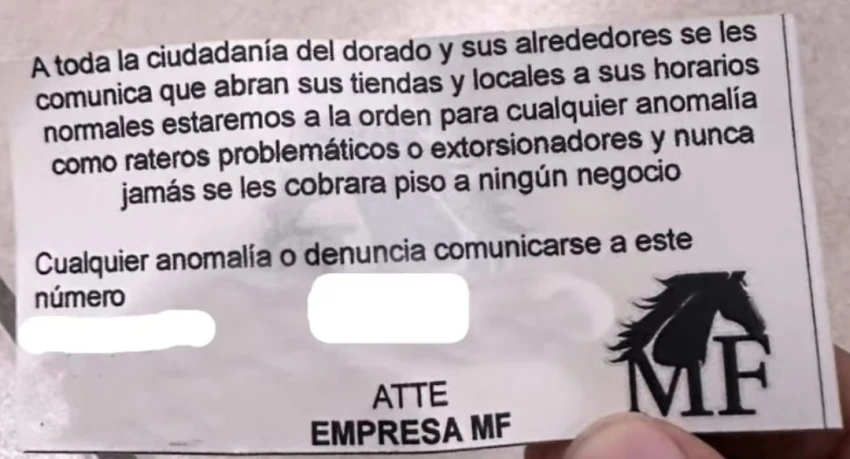 A toda la ciudadanía del dorado y sus alrededores se les
comunica que abran sus tiendas y locales a sus horarios
normales estaremos a la orden para cualquier anomalía
como rateros problemáticos o extorsionadores y nunca
jamás se les cobrara piso a ningún negocio
Cualquier anomalía o denuncia comunicarse a este
número
ATTE
EMPRESA MF
MF